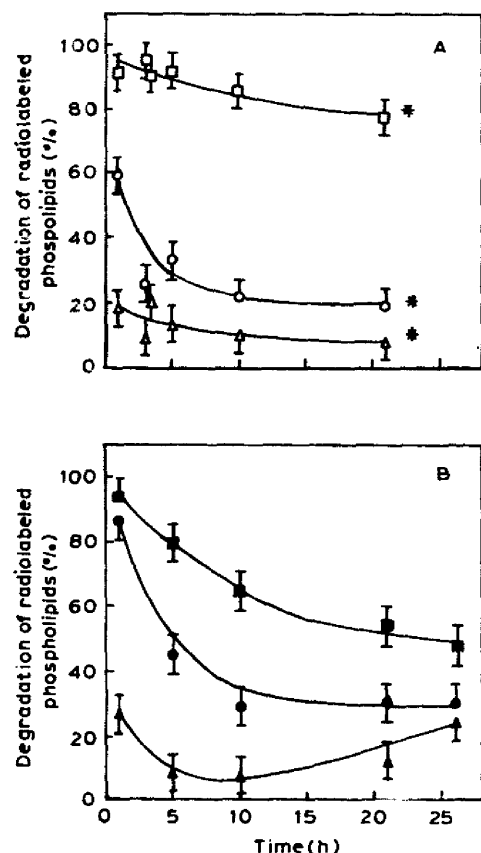 A
Degradation of radiolabeled
phospolipids (%)
100
80
60
40
20
0
*
*
*
B
Degradation of radiolabeled
phospholipids (%)
100
80
60
40
20
0
0 5 10 15 20 25
Time (h)